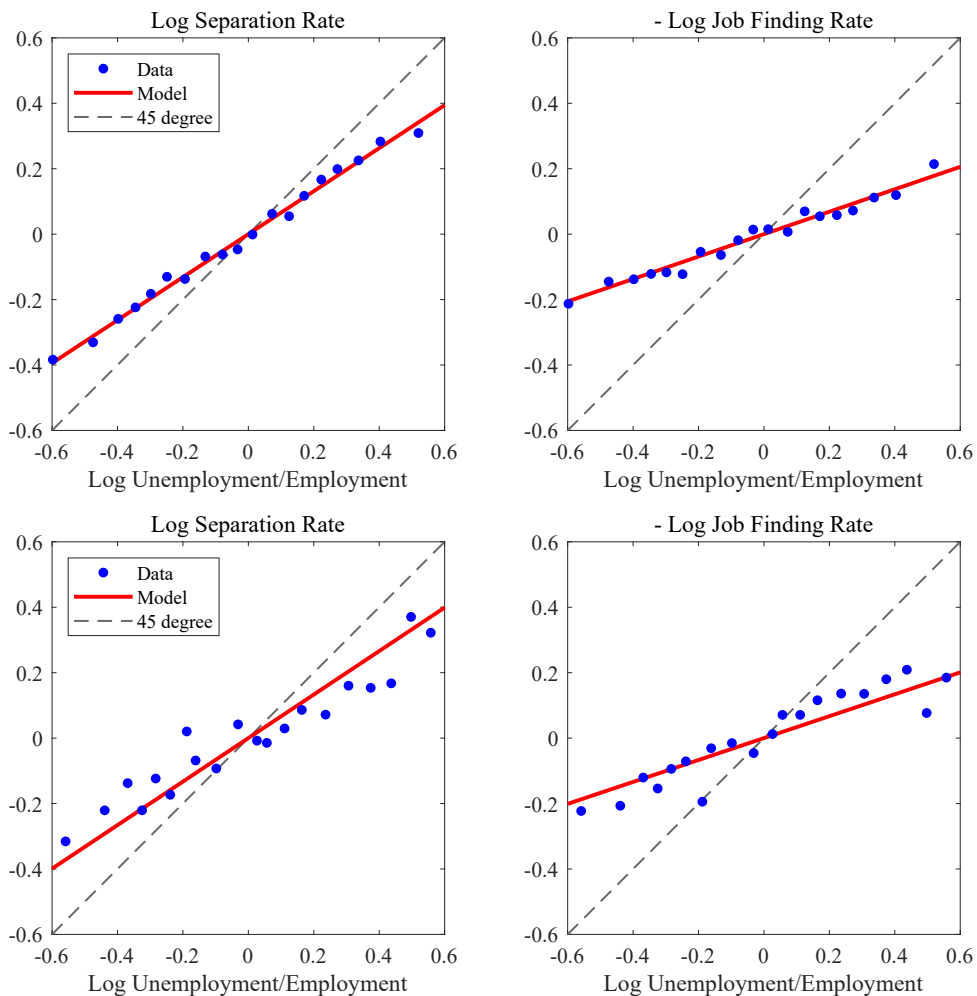 Log Separation Rate
0.6
0.4
0.2
0
-0.2
-0.4
-0.6
-0.6 -0.4 -0.2 0 0.2 0.4 0.6
Log Unemployment/Employment
Data
Model
45 degree
- Log Job Finding Rate
0.6
0.4
0.2
0
-0.2
-0.4
-0.6
-0.6 -0.4 -0.2 0 0.2 0.4 0.6
Log Unemployment/Employment
Log Separation Rate
0.6
0.4
0.2
0
-0.2
-0.4
-0.6
-0.6 -0.4 -0.2 0 0.2 0.4 0.6
Log Unemployment/Employment
Data
Model
45 degree
- Log Job Finding Rate
0.6
0.4
0.2
0
-0.2
-0.4
-0.6
-0.6 -0.4 -0.2 0 0.2 0.4 0.6
Log Unemployment/Employment